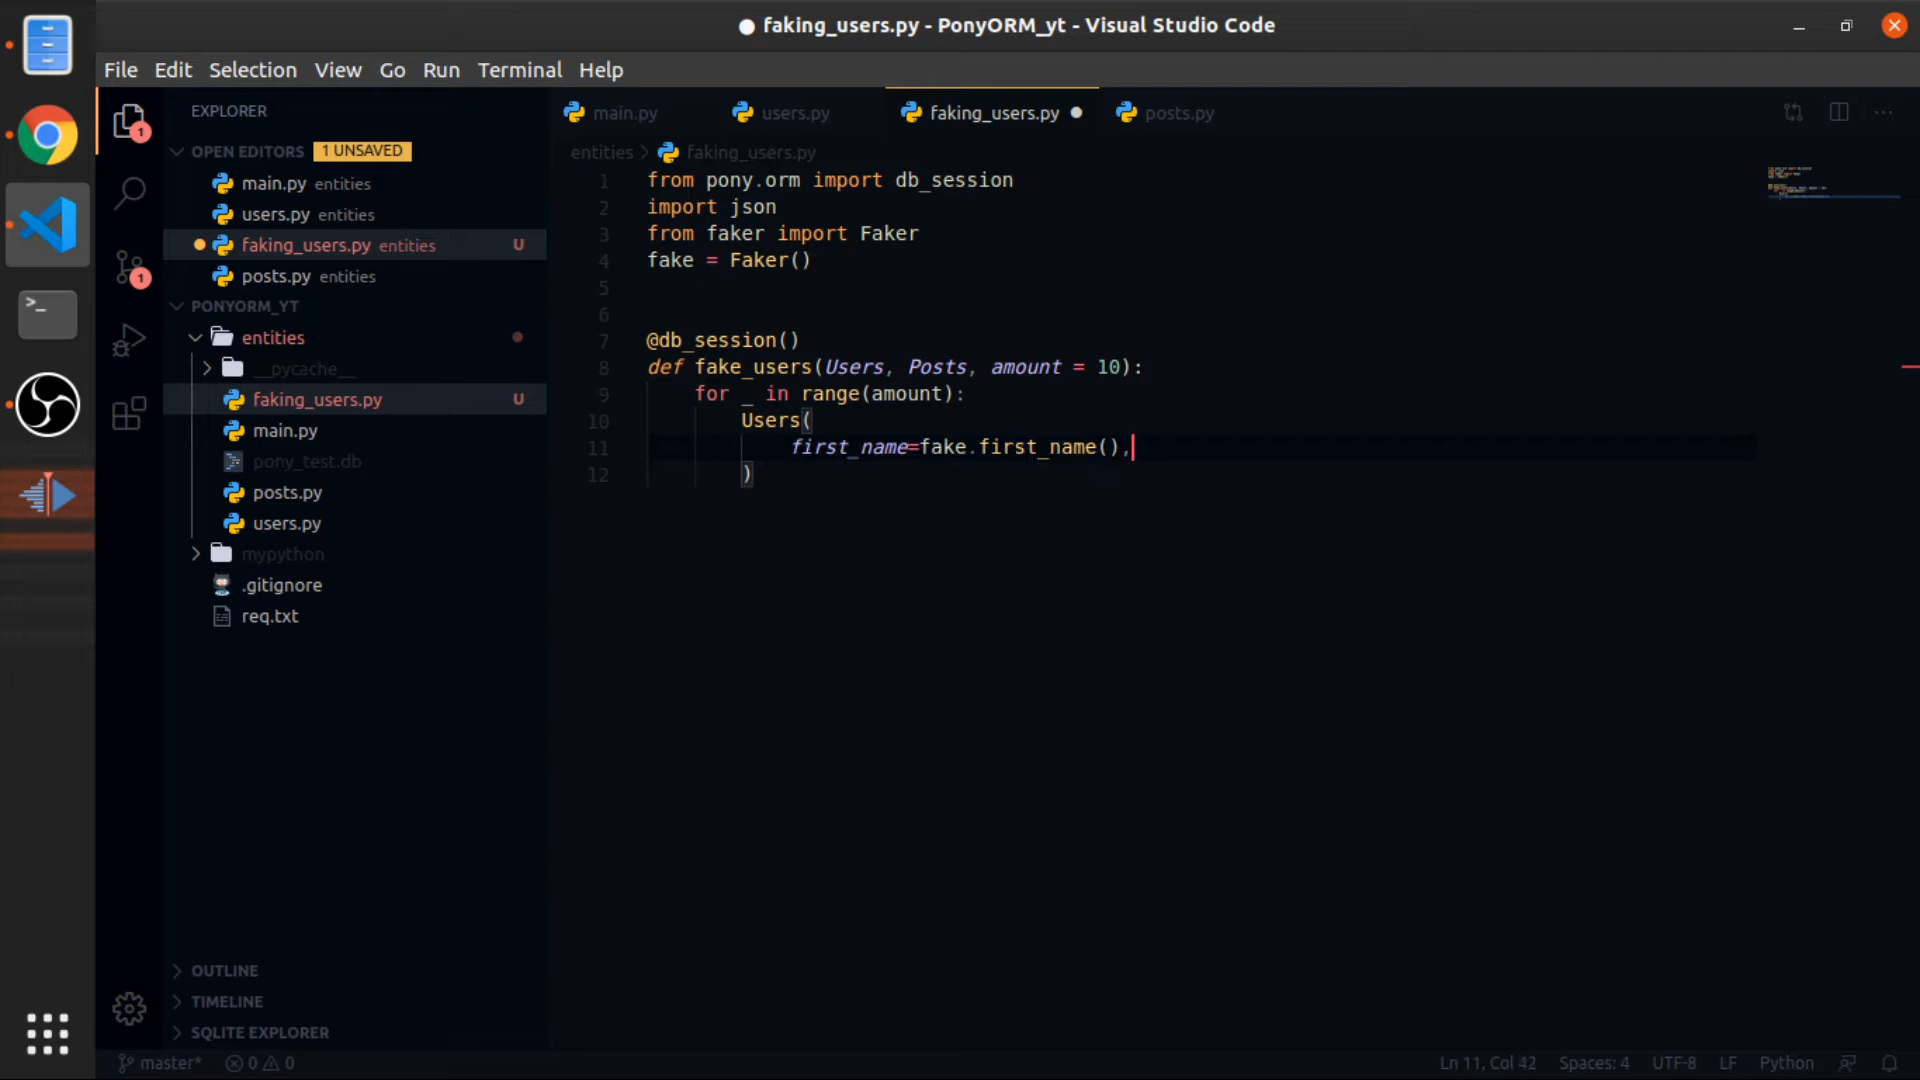 faking_users.py - PonyORM_yt - Visual Studio Code
File Edit Selection View Go Run Terminal Help
EXPLORER
OPEN EDITORS 1 UNSAVED
main.py entities
users.py entities
faking_users.py entities U
posts.py entities
PONYORM_YT
entities
__pycache__
faking_users.py U
main.py
pony_test.db
posts.py
users.py
mypython
.gitignore
req.txt
OUTLINE
TIMELINE
SQLITE EXPLORER
1
1
main.py users.py faking_users.py posts.py
entities > faking_users.py
1 from pony.orm import db_session
2 import json
3 from faker import Faker
4 fake = Faker()
5
6
7 @db_session()
8 def fake_users(Users, Posts, amount = 10):
9 for _ in range(amount):
10 Users(
11 first_name=fake.first_name(),
12 )
master* 0 0 Ln 11, Col 42 Spaces: 4 UTF-8 LF Python